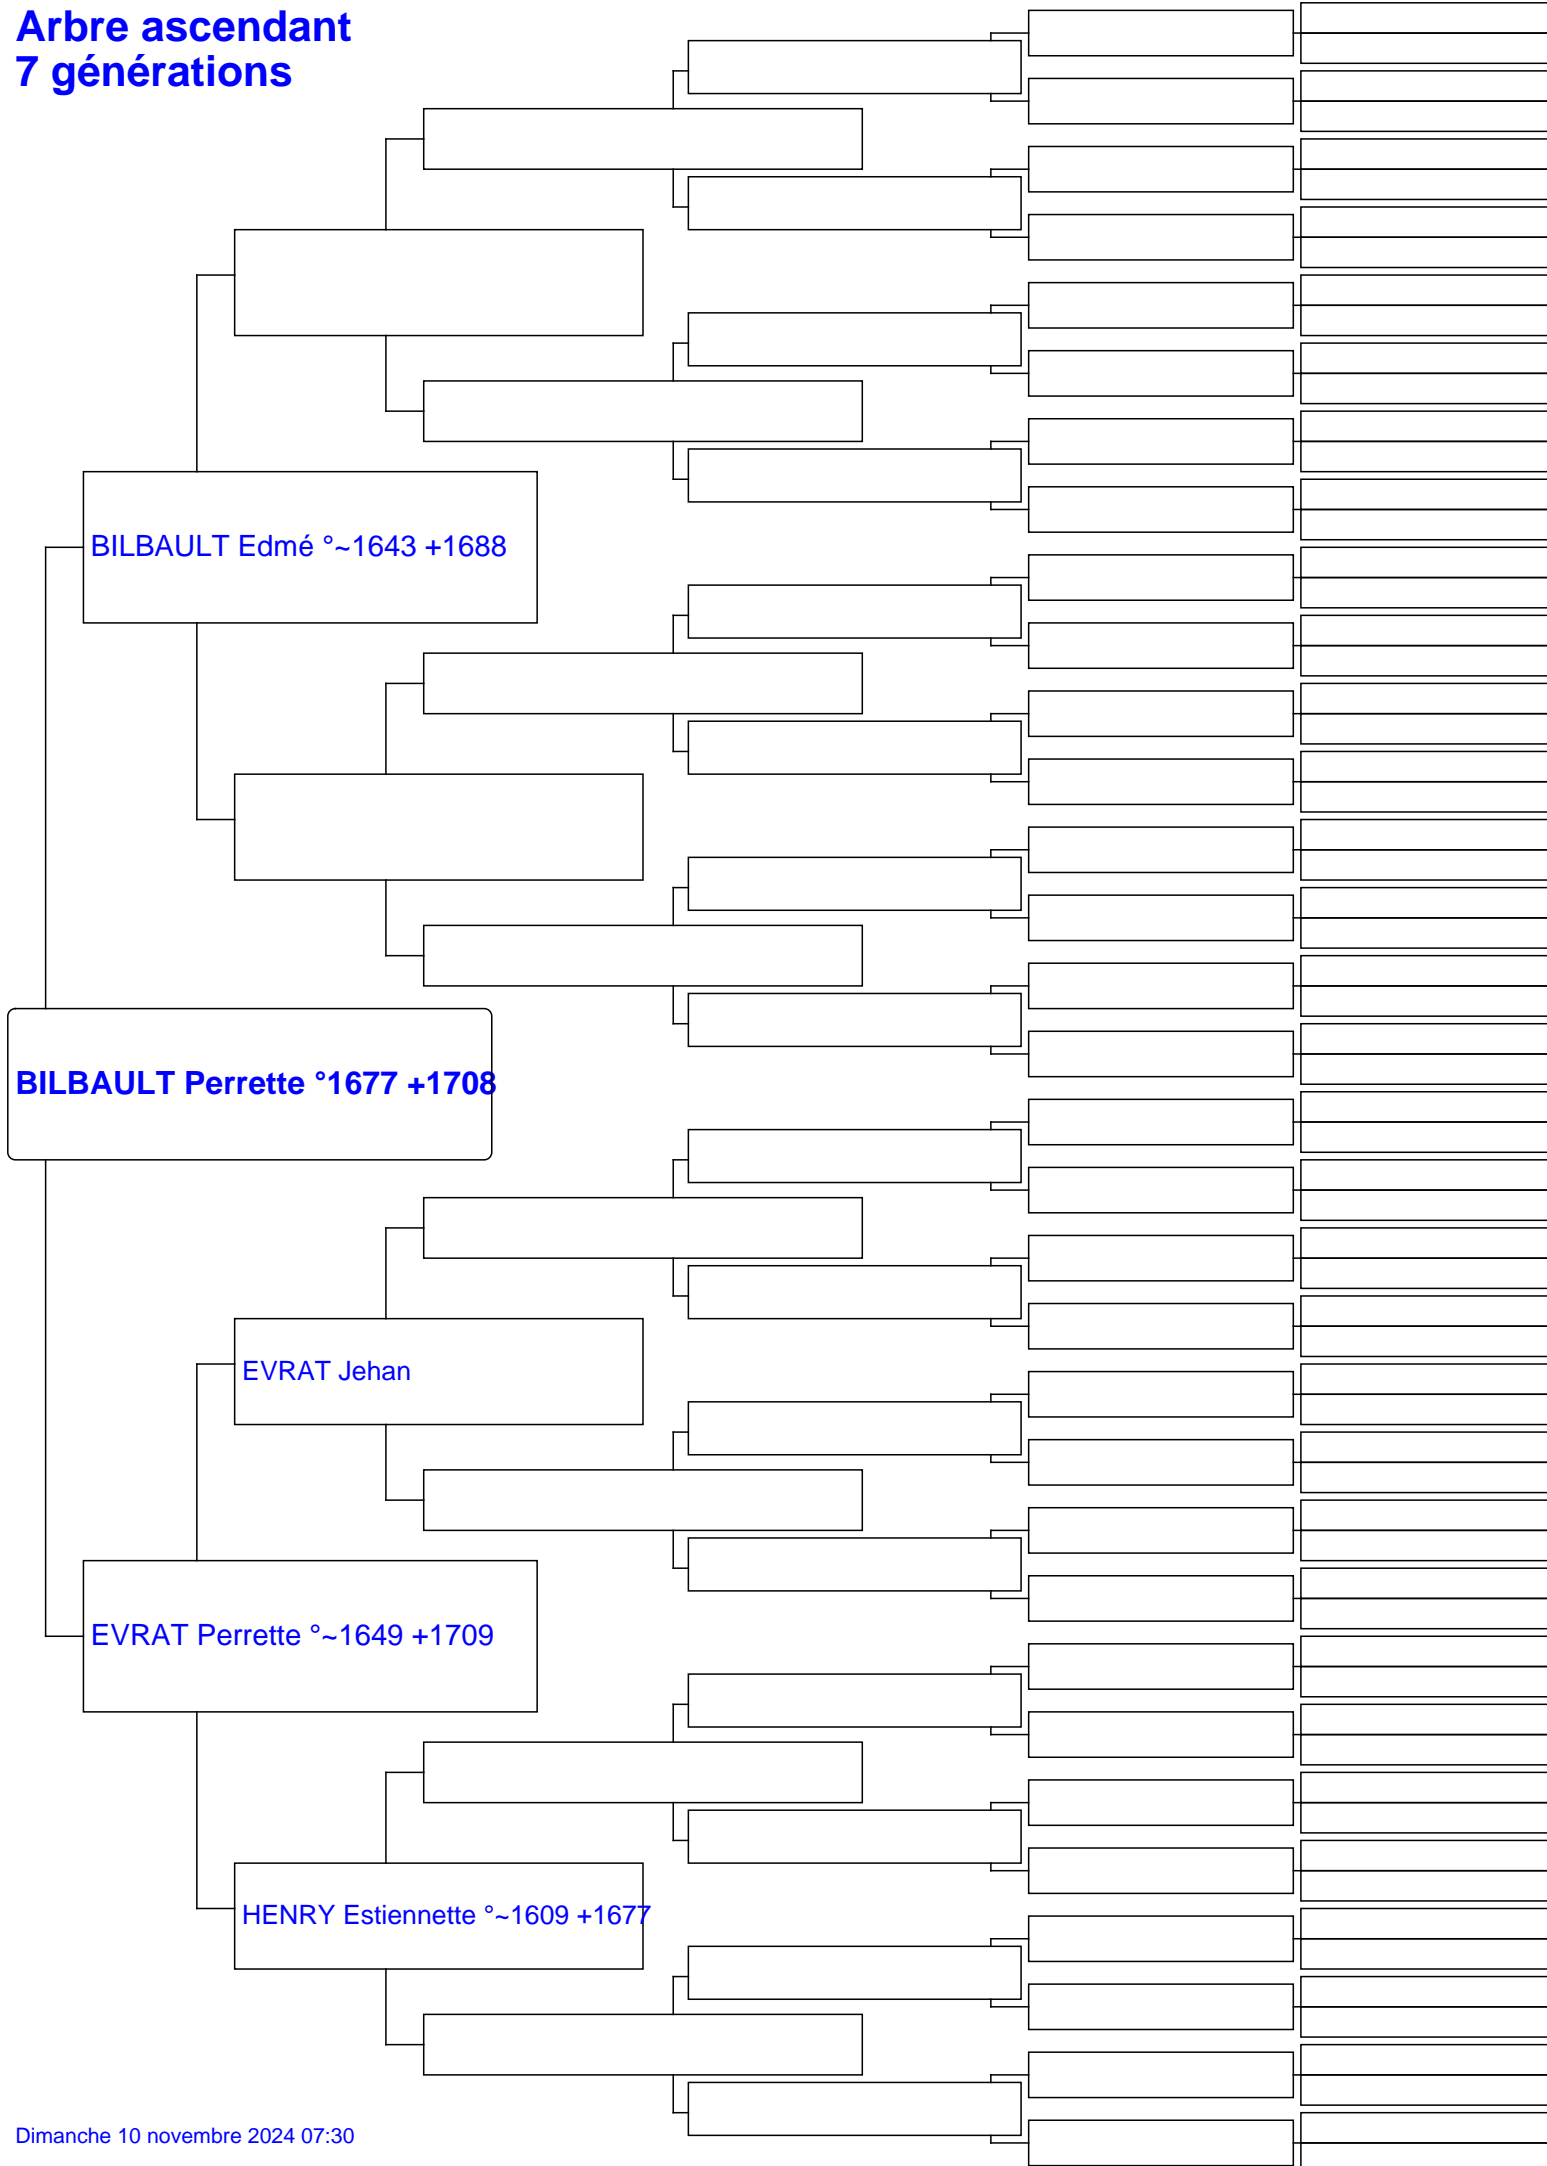 Arbre ascendant
7 générations
BILBAULT Edmé °~1643 +1688
BILBAULT Perrette °1677 +1708
EVRAT Jehan
EVRAT Perrette °~1649 +1709
HENRY Estiennette °~1609 +1677
Dimanche 10 novembre 2024 07:30